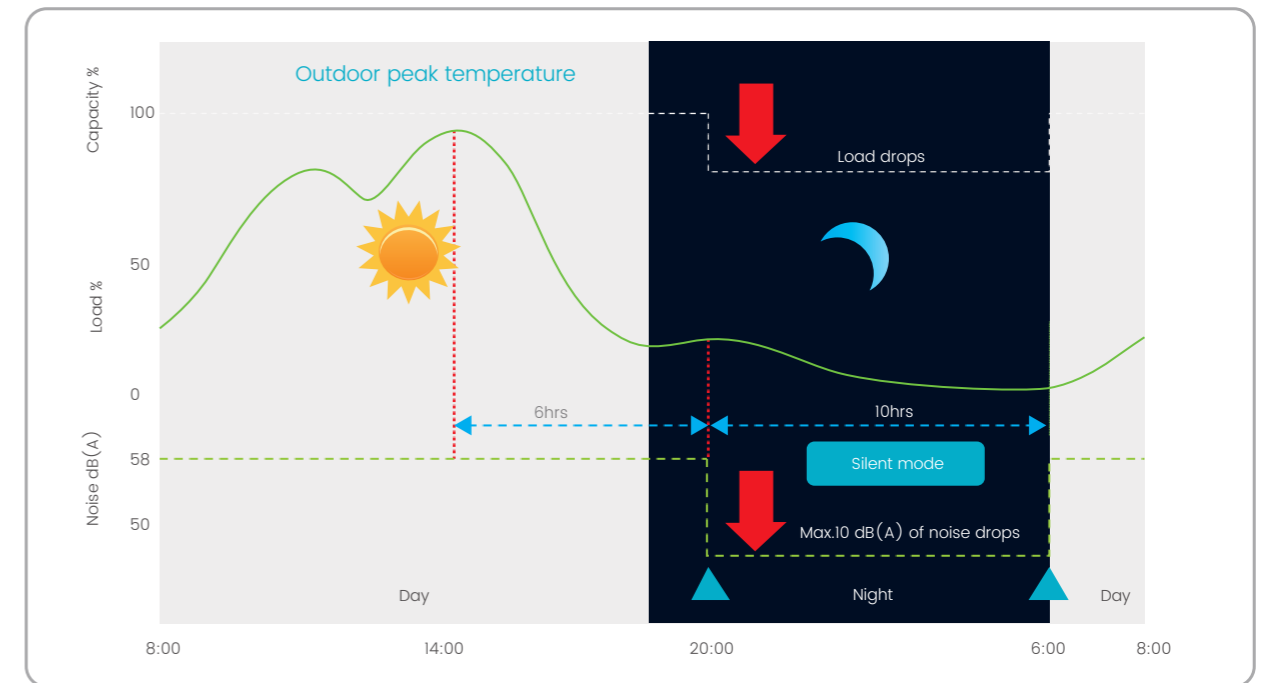 Outdoor peak temperature
Capacity %
100
Load drops
50
Load %
0
6hrs
10hrs
Noise dB(A)
58
Silent mode
50
Max.10 dB(A) of noise drops
Day
Night
Day
8:00
14:00
20:00
6:00
8:00